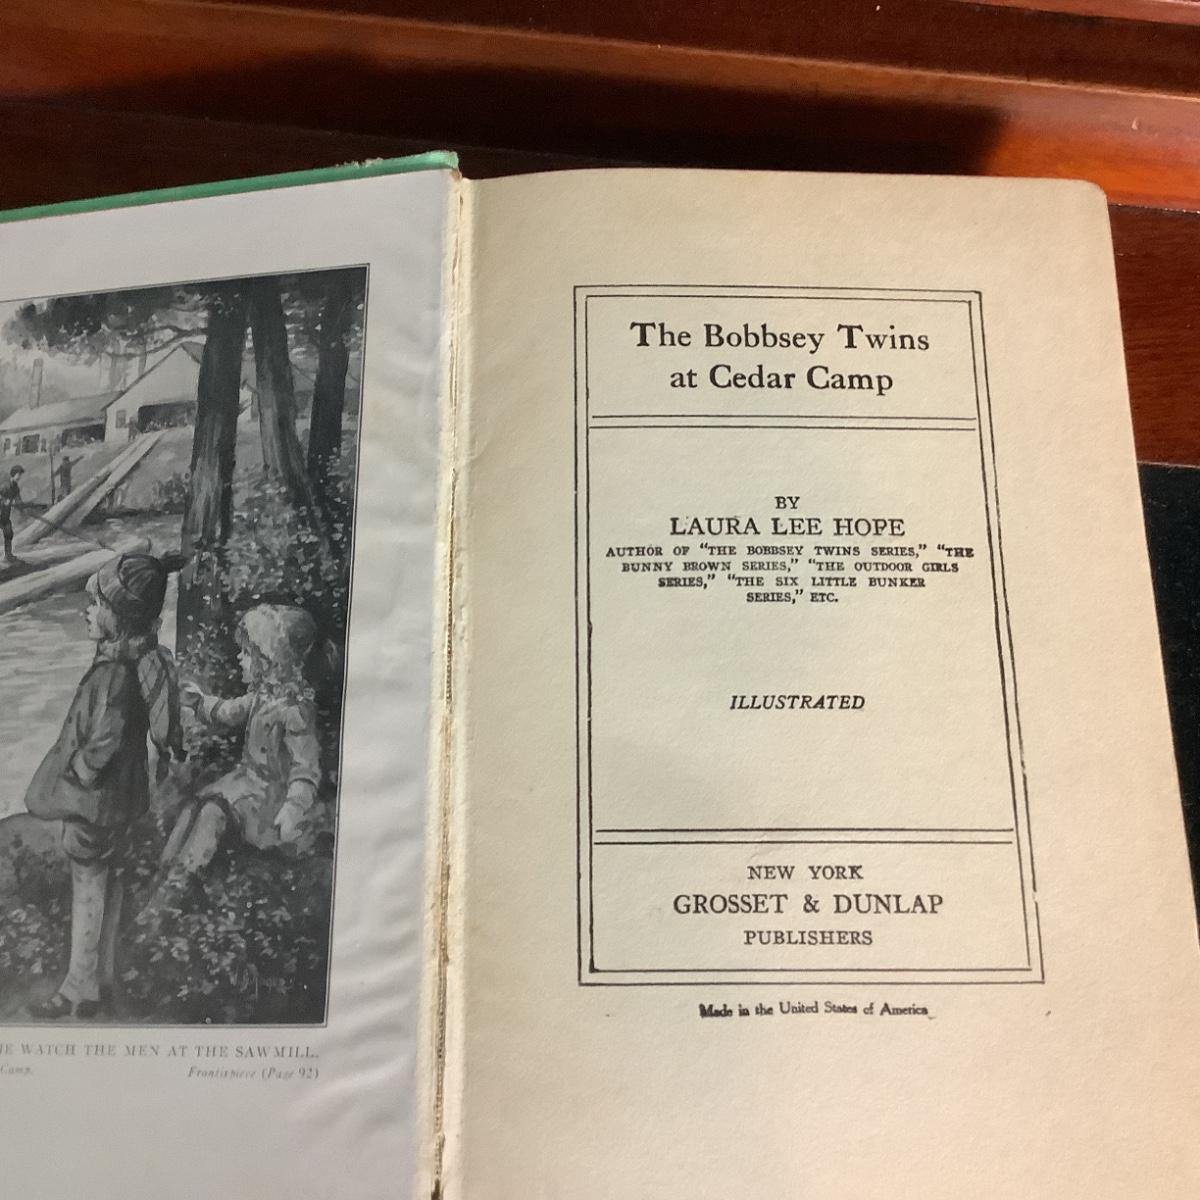 WATCH THE MEN AT THE SAWMILL.
Camp.
Frontispiece (Page 92)
The Bobbsey Twins
at Cedar Camp
BY
LAURA LEE HOPE
AUTHOR OF "THE BOBBSEY TWINS SERIES," "THE
BUNNY BROWN SERIES," "THE OUTDOOR GIRLS
SERIES," "THE SIX LITTLE BUNKER
SERIES," ETC.
ILLUSTRATED
NEW YORK
GROSSET & DUNLAP
PUBLISHERS
Made in the United States of America